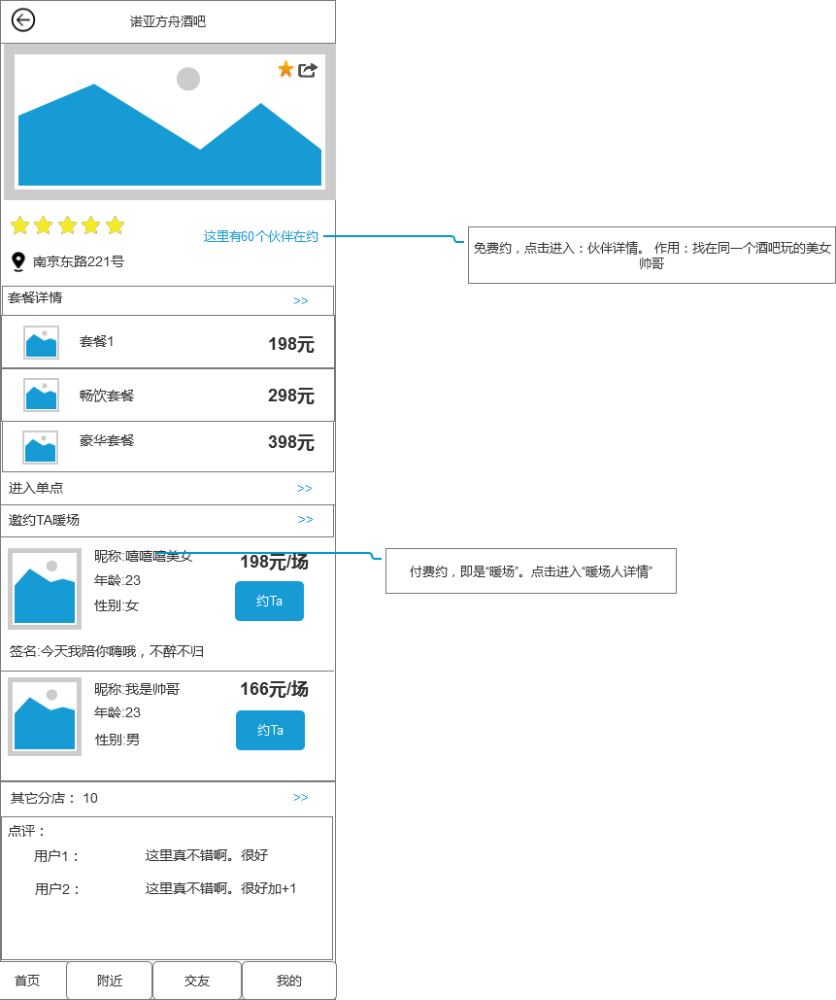 诺亚方舟酒吧
这里有60个伙伴在约
免费约，点击进入：伙伴详情。 作用：找在同一个酒吧玩的美女
帅哥
南京东路221号
套餐详情 >>
套餐1 198元
畅饮套餐 298元
豪华套餐 398元
进入单点 >>
邀约TA暖场 >>
昵称:嘻嘻嘻美女 198元/场
付费约，即是“暖场”。点击进入“暖场人详情”
年龄:23
性别:女 约Ta
签名:今天我陪你嗨哦，不醉不归
昵称:我是帅哥 166元/场
年龄:23
性别:男 约Ta
其它分店： 10 >>
点评：
用户1： 这里真不错啊。很好
用户2： 这里真不错啊。很好加+1
首页 附近 交友 我的